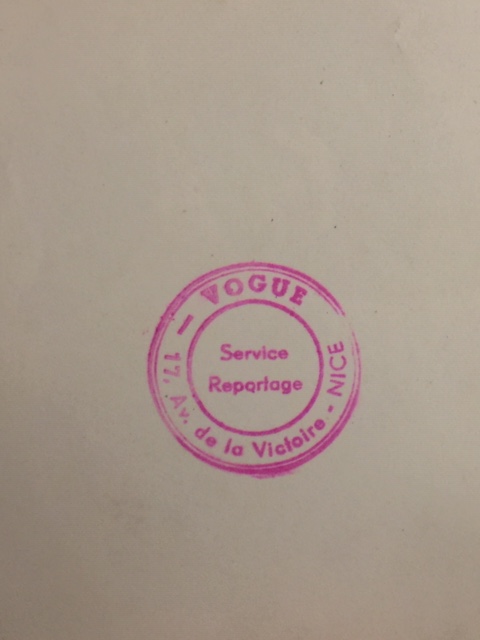 VOGUE
Service
Reportage
- 17, Av. de la Victoire - NICE